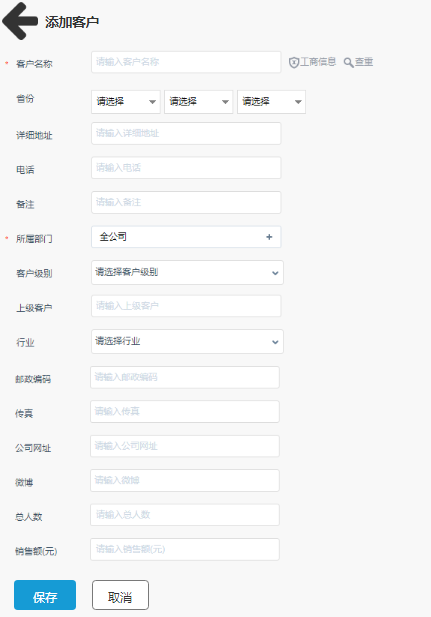 添加客户
* 客户名称 请输入客户名称 工商信息 查重
省份 请选择 请选择 请选择
详细地址 请输入详细地址
电话 请输入电话
备注 请输入备注
* 所属部门 全公司 +
客户级别 请选择客户级别
上级客户 请输入上级客户
行业 请选择行业
邮政编码 请输入邮政编码
传真 请输入传真
公司网址 请输入公司网址
微博 请输入微博
总人数 请输入总人数
销售额(元) 请输入销售额(元)
保存 取消